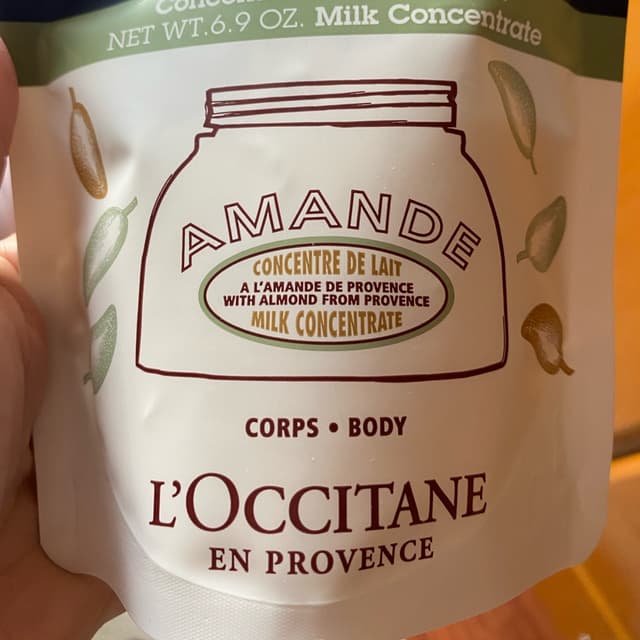 Concentré
NET WT.6.9 OZ. Milk Concentrate
AMANDE
CONCENTRE DE LAIT
A L'AMANDE DE PROVENCE
WITH ALMOND FROM PROVENCE
MILK CONCENTRATE
CORPS • BODY
L'OCCITANE
EN PROVENCE